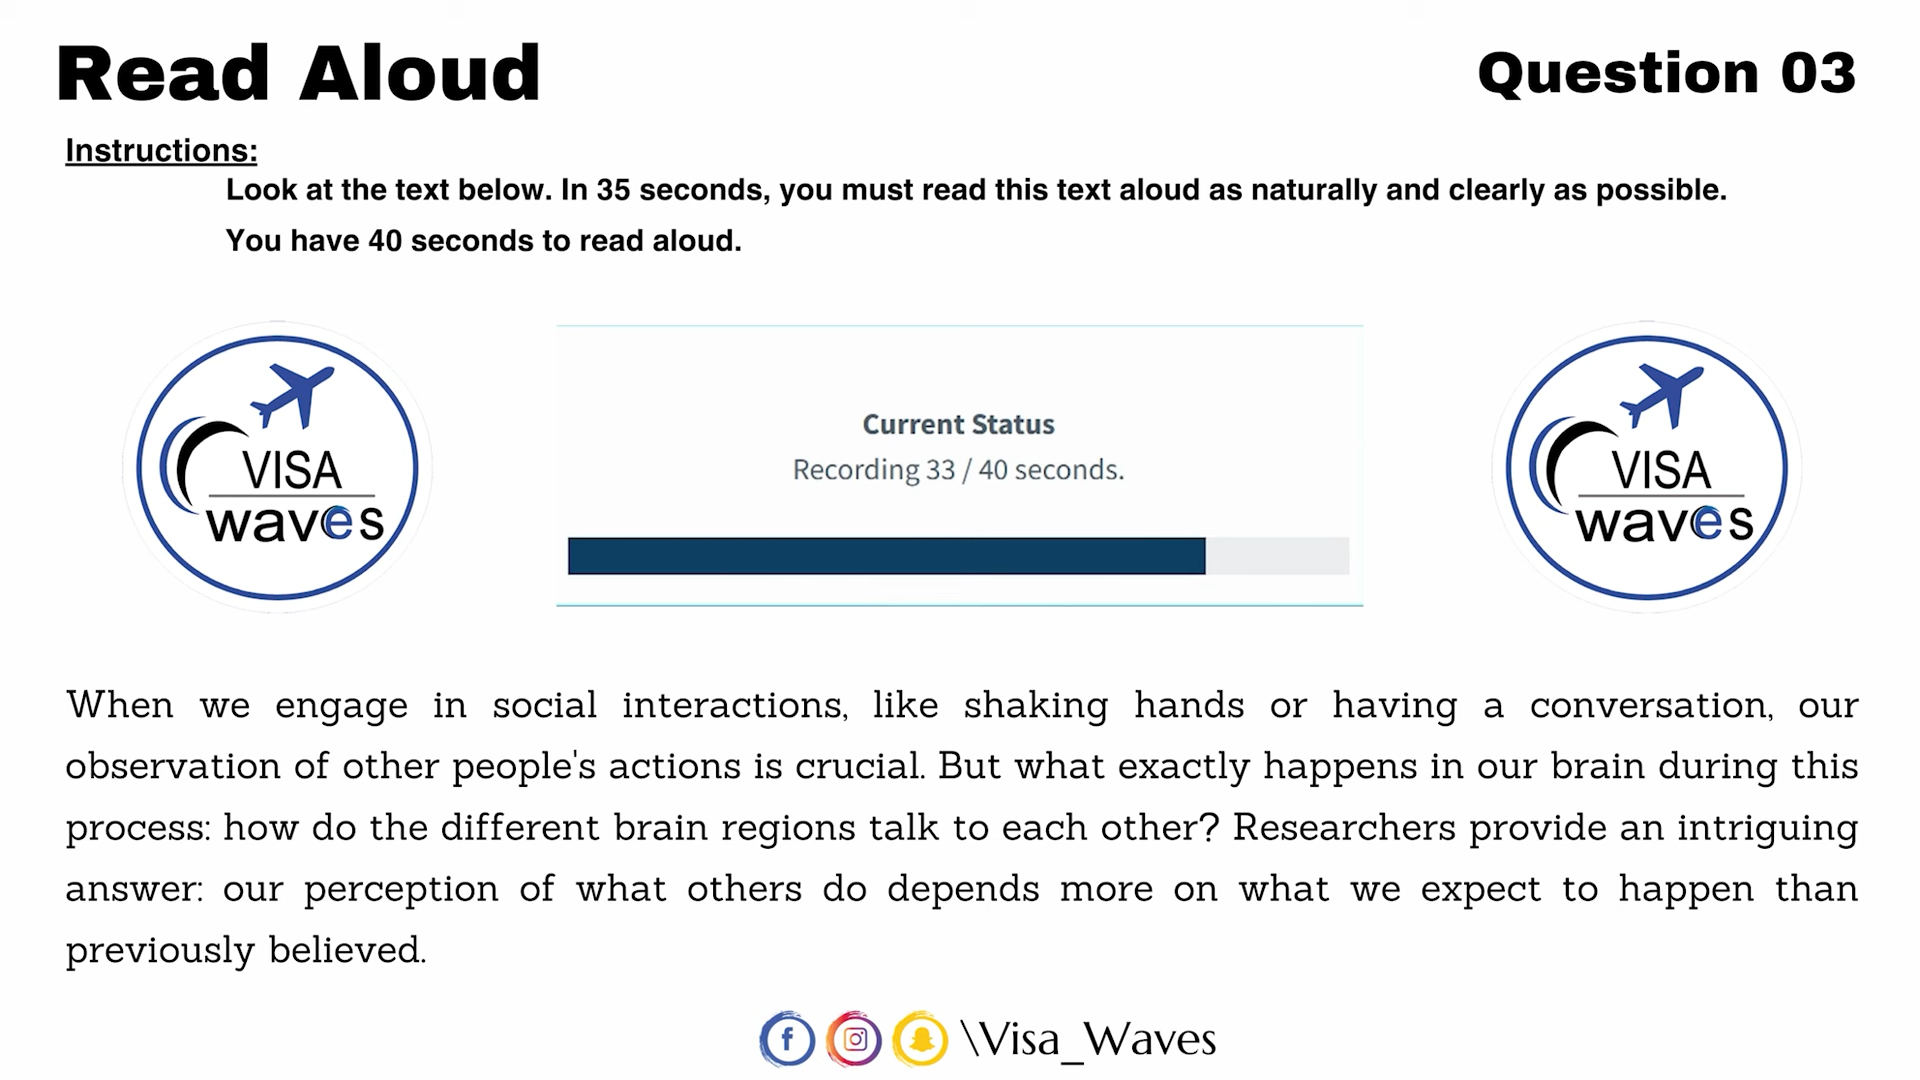 Read Aloud
Question 03
Instructions:
Look at the text below. In 35 seconds, you must read this text aloud as naturally and clearly as possible.
You have 40 seconds to read aloud.
VISA
waves
Current Status
Recording 33 / 40 seconds.
VISA
waves
When we engage in social interactions, like shaking hands or having a conversation, our
observation of other people's actions is crucial. But what exactly happens in our brain during this
process: how do the different brain regions talk to each other? Researchers provide an intriguing
answer: our perception of what others do depends more on what we expect to happen than
previously believed.
\Visa_Waves